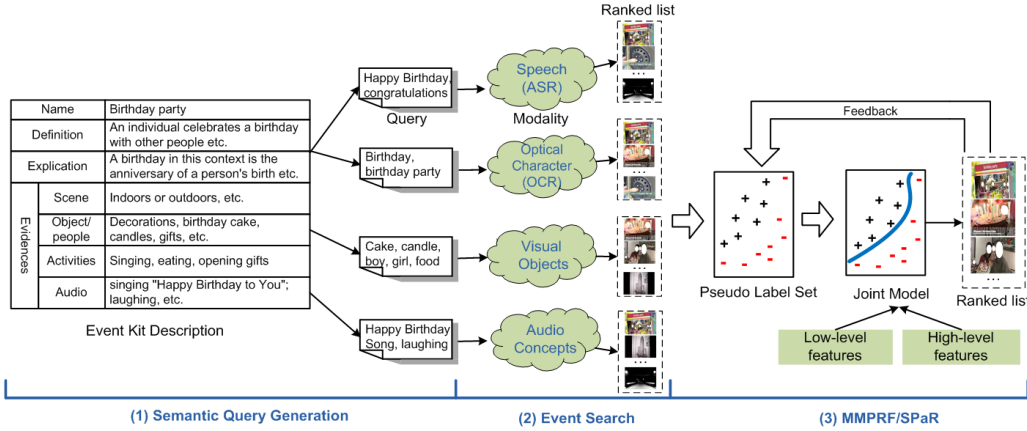 Ranked list
Name
Birthday party
Definition
An individual celebrates a birthday
with other people etc.
Explication
A birthday in this context is the
anniversary of a person's birth etc.
Evidences
Scene
Indoors or outdoors, etc.
Object/
people
Decorations, birthday cake,
candles, gifts, etc.
Activities
Singing, eating, opening gifts
Audio
singing "Happy Birthday to You";
laughing, etc.
Event Kit Description
Happy Birthday,
congratulations
Query
Birthday,
birthday party
Cake, candle,
boy, girl, food
Happy Birthday
Song, laughing
Speech
(ASR)
Modality
Optical
Character
(OCR)
Visual
Objects
Audio
Concepts
...
...
...
...
Feedback
Pseudo Label Set
Joint Model
...
Ranked list
Low-level
features
High-level
features
(1) Semantic Query Generation
(2) Event Search
(3) MMPRF/SPaR